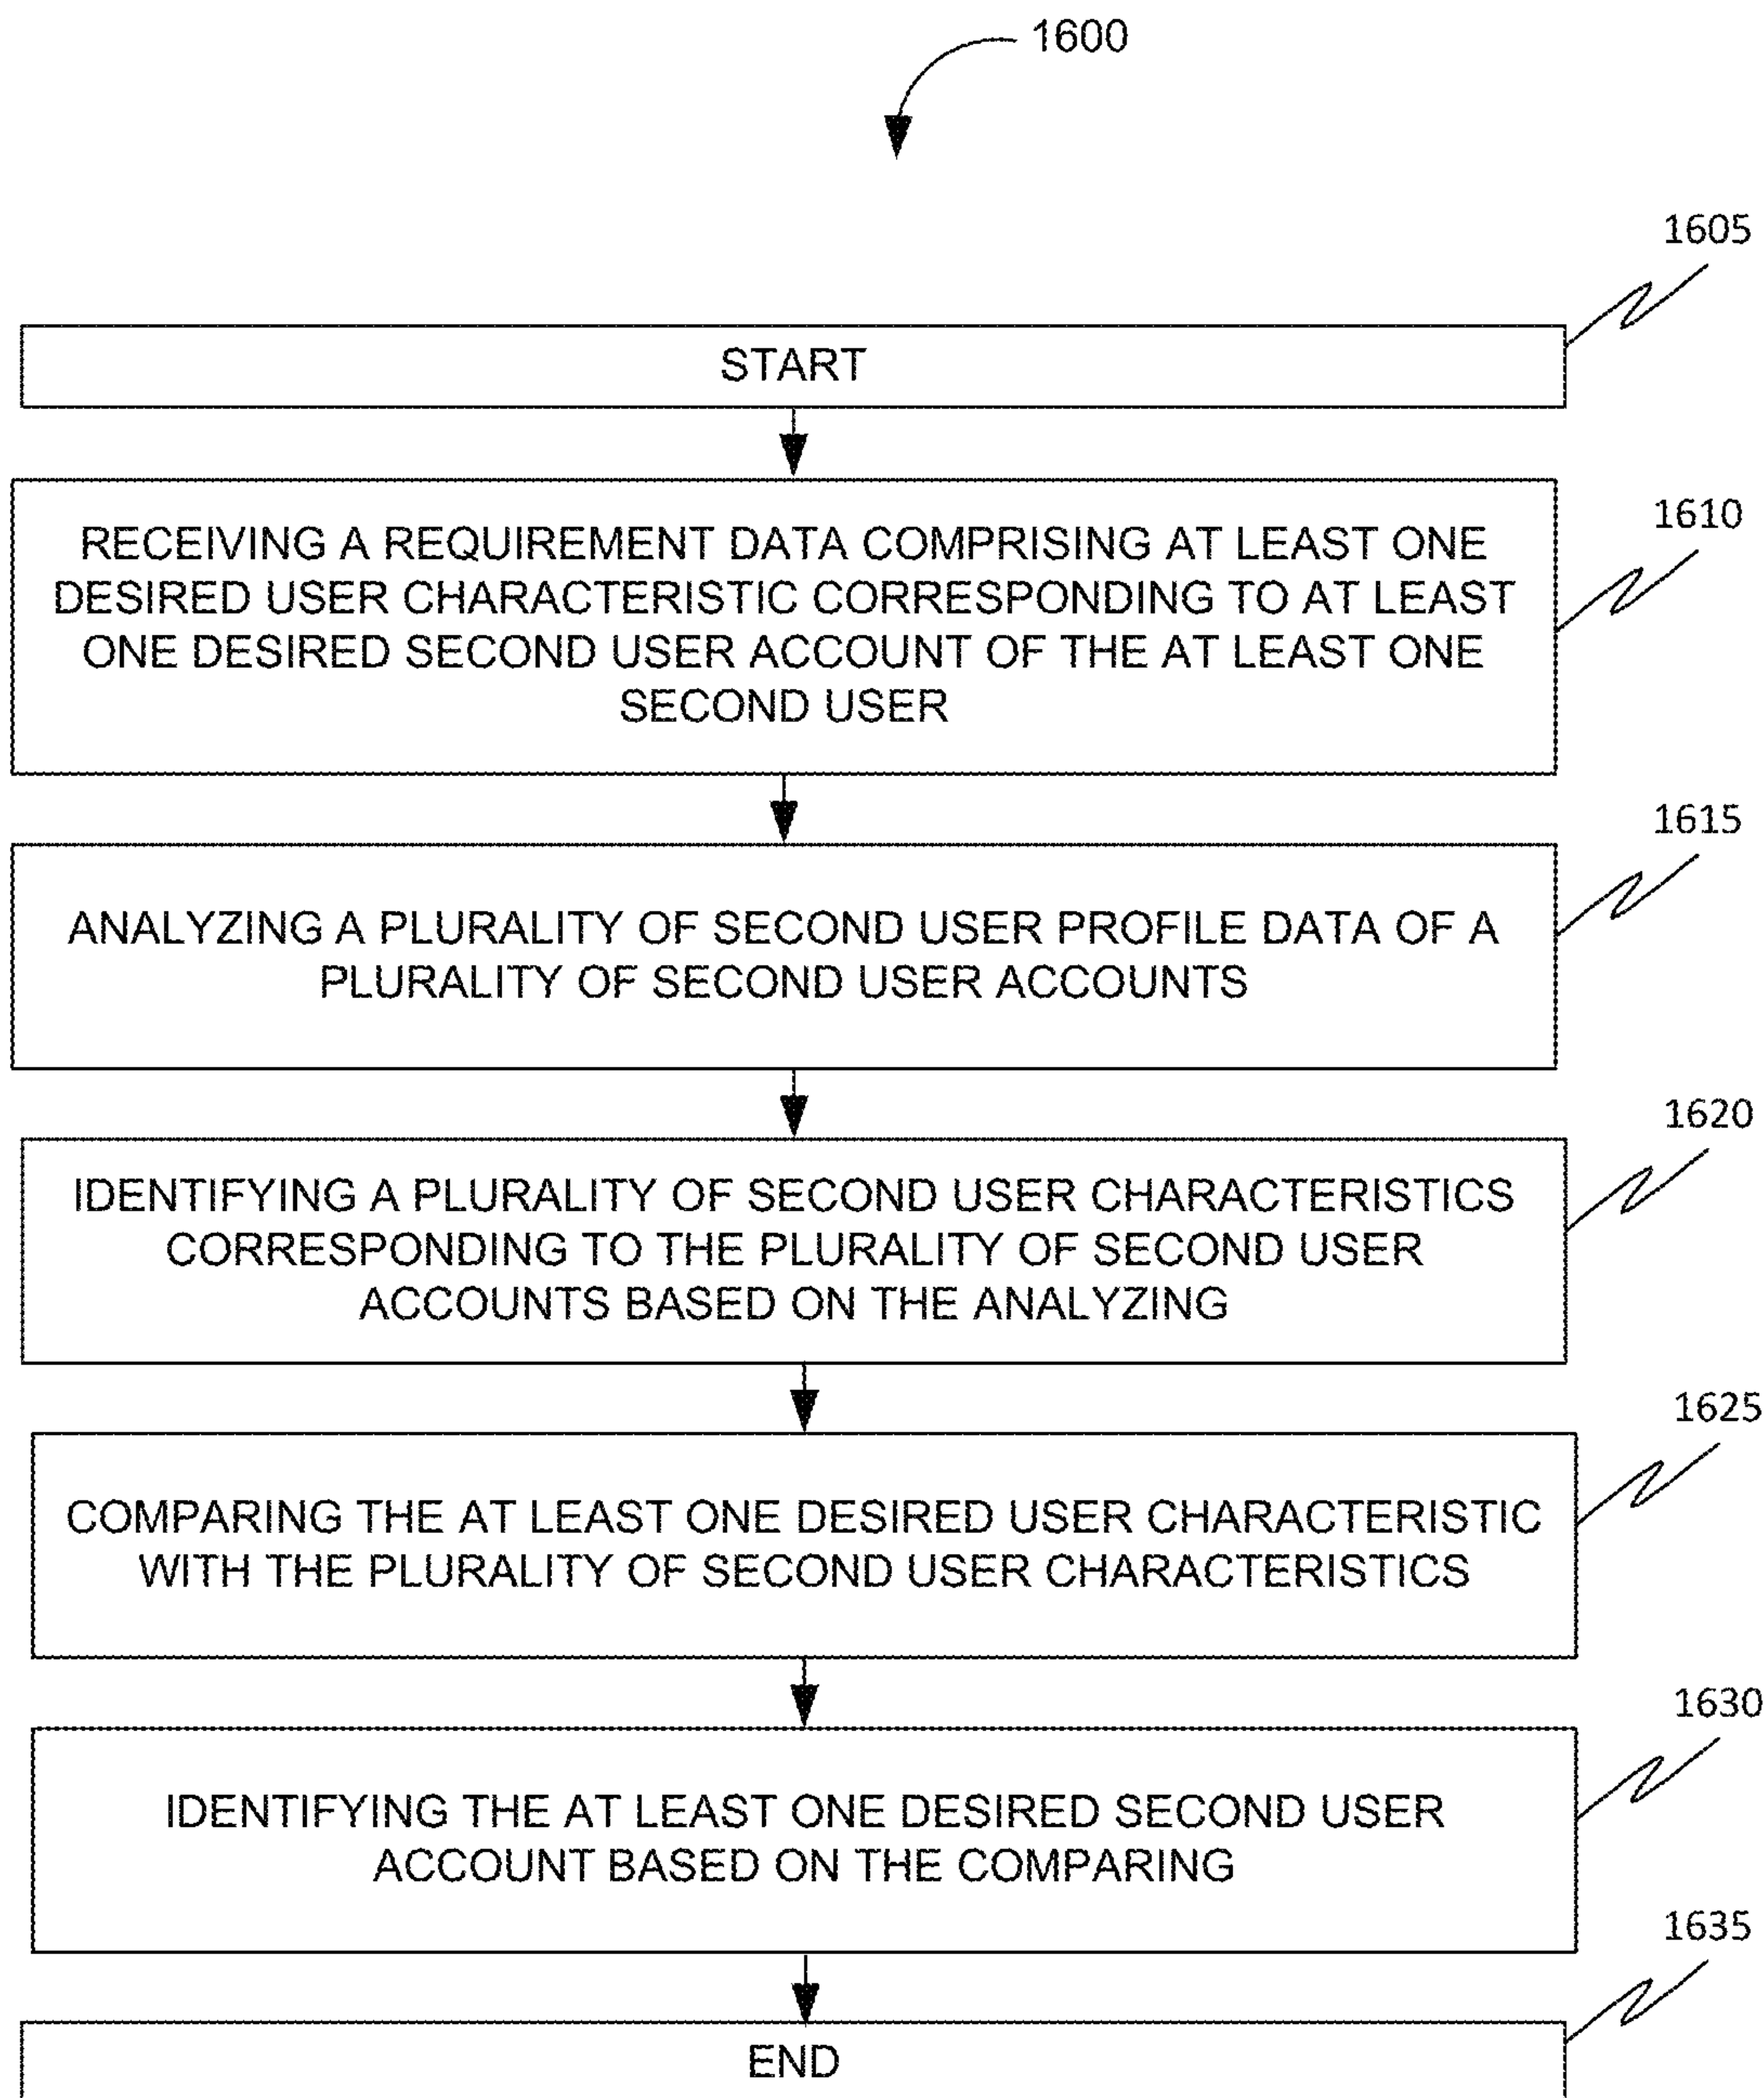 1600
1605
START
1610
RECEIVING A REQUIREMENT DATA COMPRISING AT LEAST ONE
DESIRED USER CHARACTERISTIC CORRESPONDING TO AT LEAST
ONE DESIRED SECOND USER ACCOUNT OF THE AT LEAST ONE
SECOND USER
1615
ANALYZING A PLURALITY OF SECOND USER PROFILE DATA OF A
PLURALITY OF SECOND USER ACCOUNTS
1620
IDENTIFYING A PLURALITY OF SECOND USER CHARACTERISTICS
CORRESPONDING TO THE PLURALITY OF SECOND USER
ACCOUNTS BASED ON THE ANALYZING
1625
COMPARING THE AT LEAST ONE DESIRED USER CHARACTERISTIC
WITH THE PLURALITY OF SECOND USER CHARACTERISTICS
1630
IDENTIFYING THE AT LEAST ONE DESIRED SECOND USER
ACCOUNT BASED ON THE COMPARING
1635
END